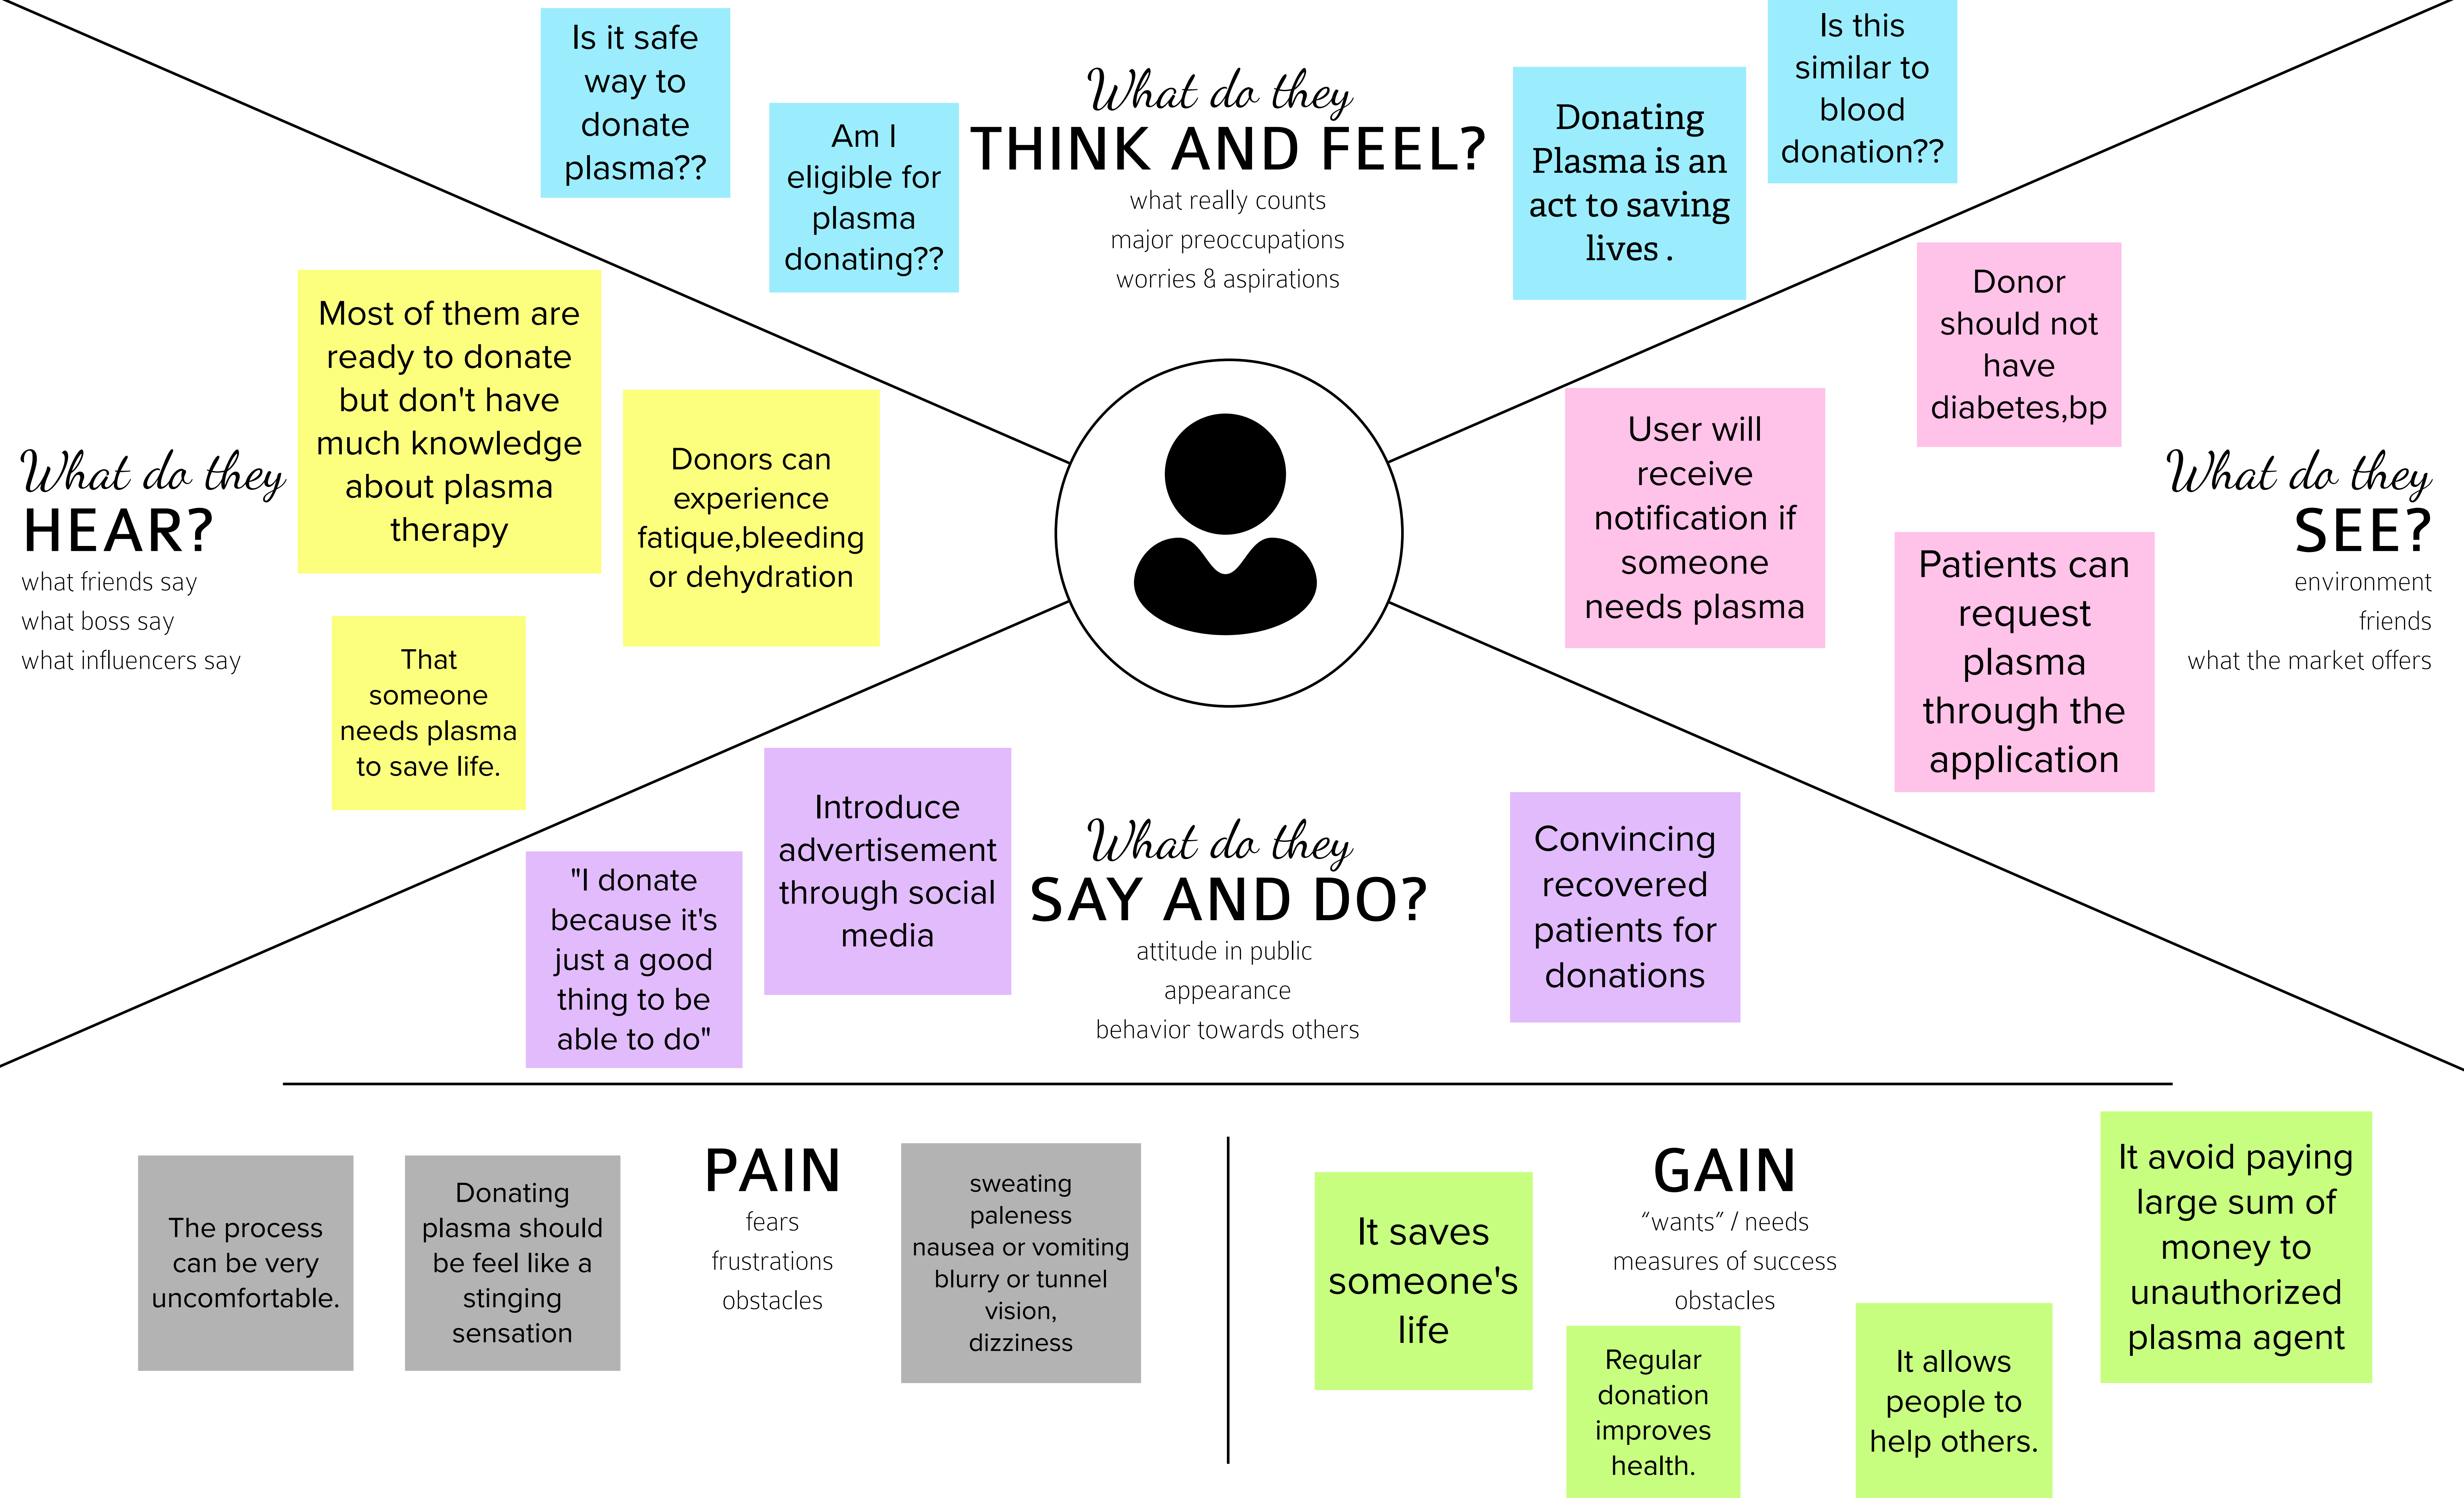 Is it safe
way to
donate
plasma??
Am I
eligible for
plasma
donating??
What do they
THINK AND FEEL?
what really counts
major preoccupations
worries & aspirations
Donating
Plasma is an
act to saving
lives .
Is this
similar to
blood
donation??
What do they
HEAR?
what friends say
what boss say
what influencers say
Most of them are
ready to donate
but don't have
much knowledge
about plasma
therapy
Donors can
experience
fatique,bleeding
or dehydration
That
someone
needs plasma
to save life.
User will
receive
notification if
someone
needs plasma
Donor
should not
have
diabetes,bp
Patients can
request
plasma
through the
application
What do they
SEE?
environment
friends
what the market offers
"I donate
because it's
just a good
thing to be
able to do"
Introduce
advertisement
through social
media
What do they
SAY AND DO?
attitude in public
appearance
behavior towards others
Convincing
recovered
patients for
donations
The process
can be very
uncomfortable.
Donating
plasma should
be feel like a
stinging
sensation
PAIN
fears
frustrations
obstacles
sweating
paleness
nausea or vomiting
blurry or tunnel
vision,
dizziness
It saves
someone's
life
GAIN
“wants” / needs
measures of success
obstacles
Regular
donation
improves
health.
It allows
people to
help others.
It avoid paying
large sum of
money to
unauthorized
plasma agent